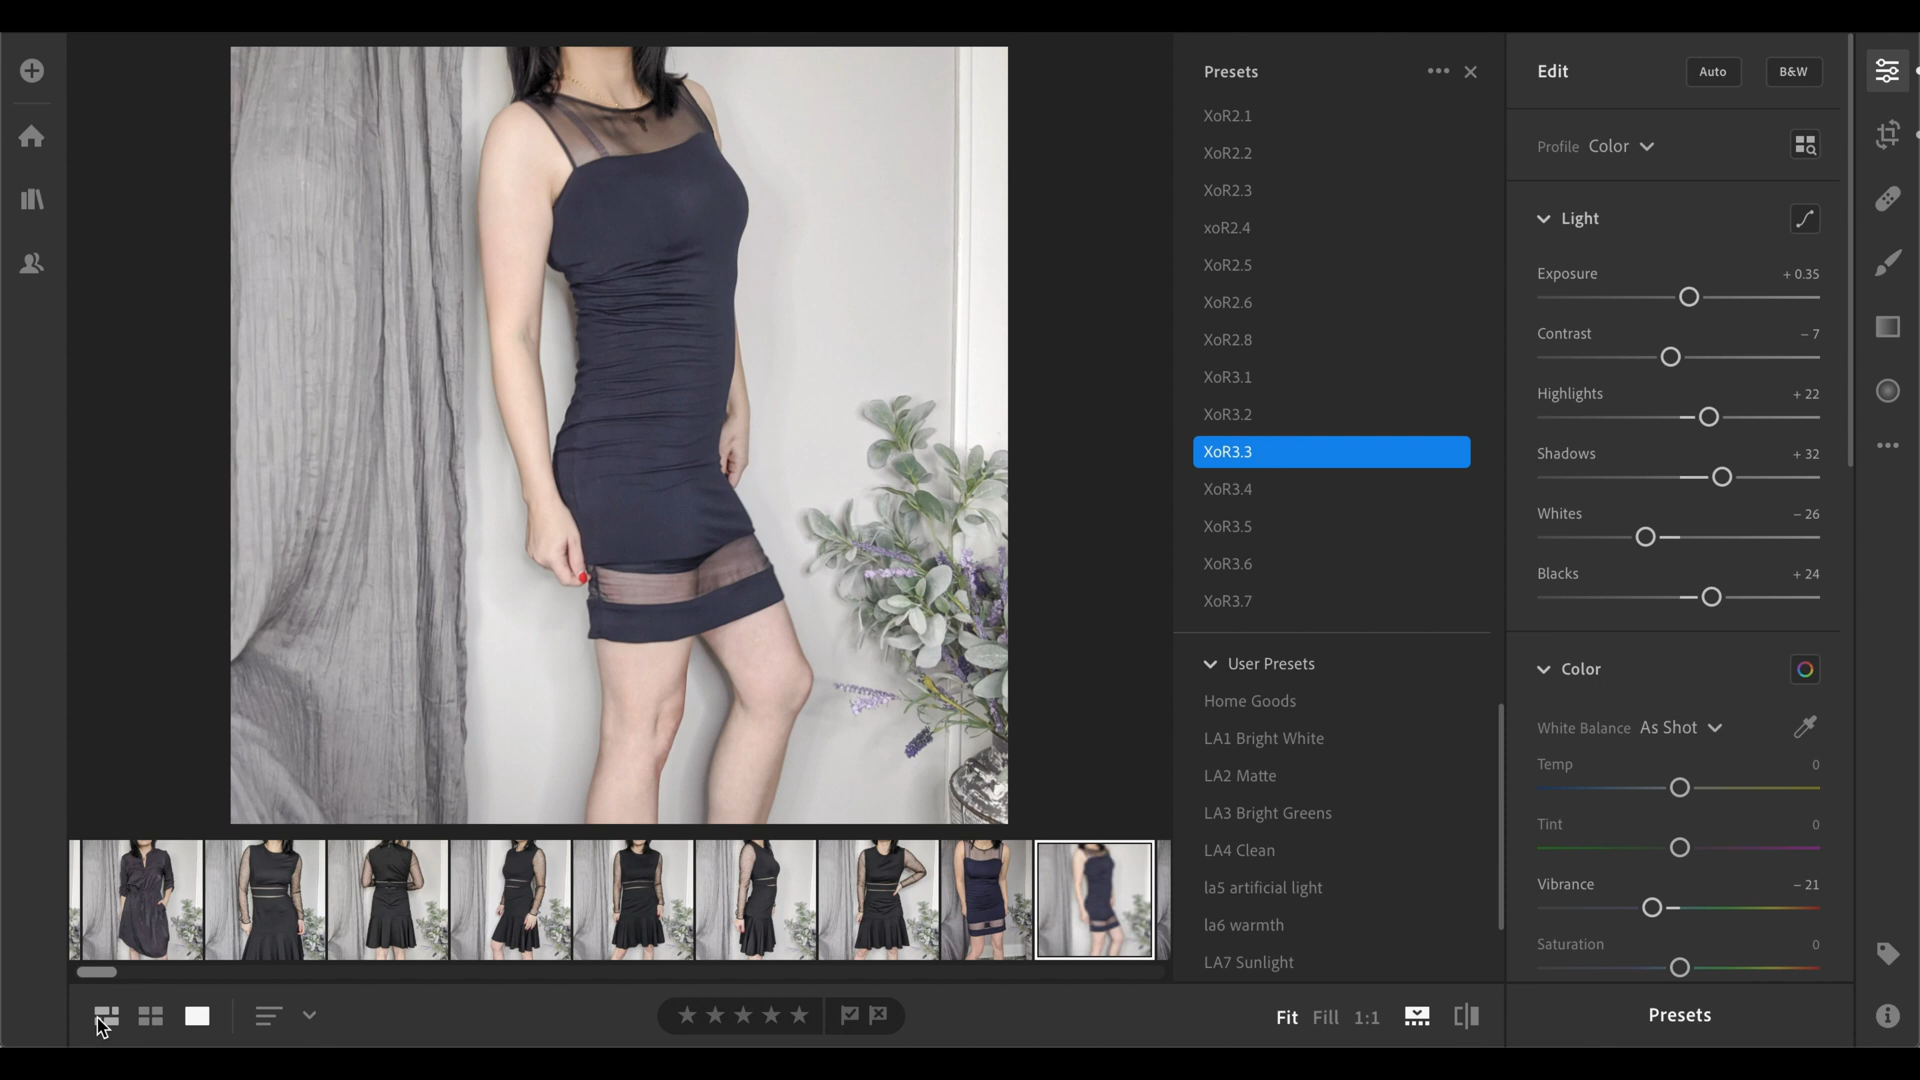 Presets
XoR2.1
XoR2.2
XoR2.3
xoR2.4
XoR2.5
XoR2.6
XoR2.8
XoR3.1
XoR3.2
XoR3.3
XoR3.4
XoR3.5
XoR3.6
XoR3.7
User Presets
Home Goods
LA1 Bright White
LA2 Matte
LA3 Bright Greens
LA4 Clean
la5 artificial light
la6 warmth
LA7 Sunlight
Edit Auto B&W
Profile Color
Light
Exposure + 0.35
Contrast – 7
Highlights + 22
Shadows + 32
Whites – 26
Blacks + 24
Color
White Balance As Shot
Temp 0
Tint 0
Vibrance – 21
Saturation 0
Fit Fill 1:1
Presets